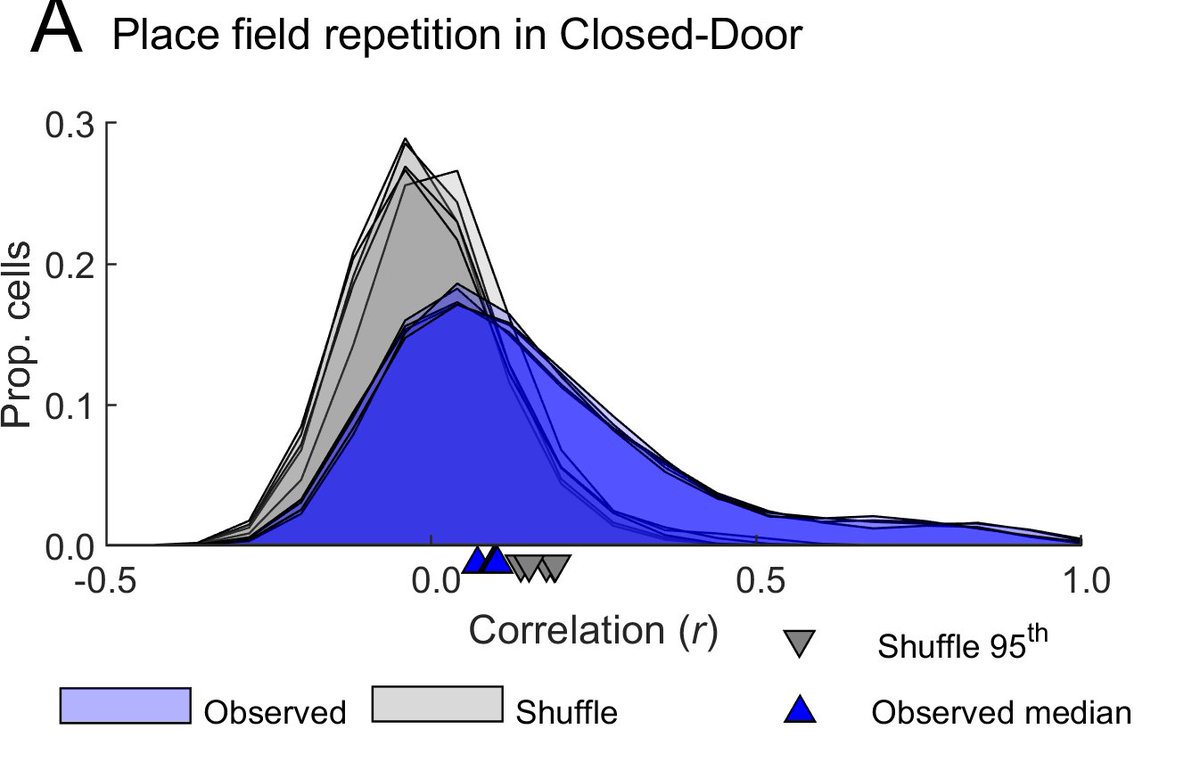 A Place field repetition in Closed-Door
0.3
0.2
0.1
0.0
Prop. cells
-0.5 0.0 0.5 1.0
Correlation (r)
Shuffle 95th
Observed Shuffle Observed median